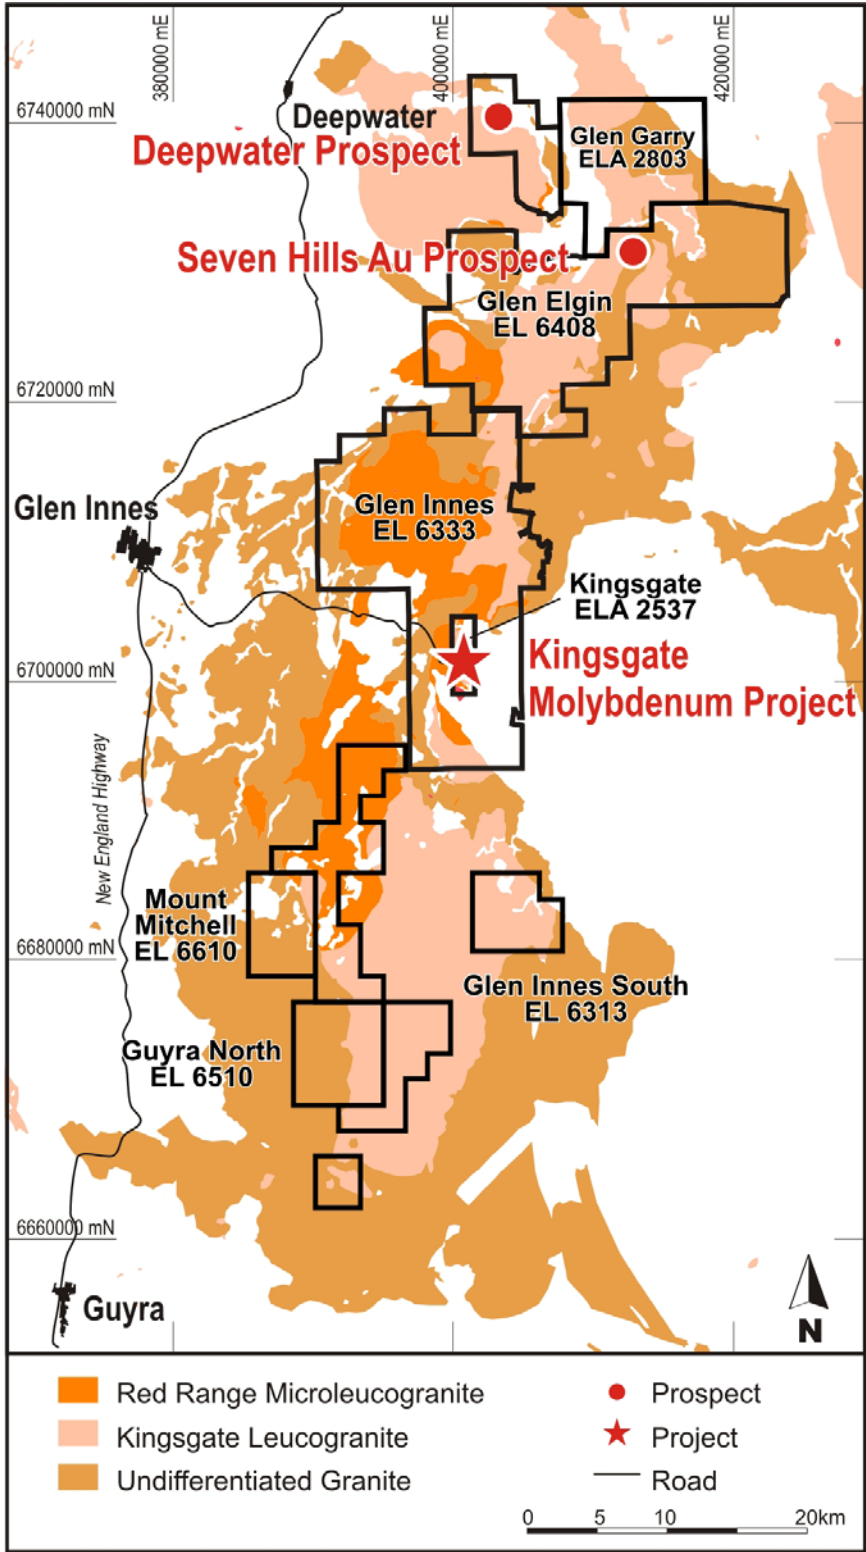 380000 mE
400000 mE
420000 mE
6740000 mN
Deepwater
Deepwater Prospect
Glen Garry
ELA 2803
Seven Hills Au Prospect
Glen Elgin
EL 6408
6720000 mN
Glen Innes
Glen Innes
EL 6333
Kingsgate
ELA 2537
Kingsgate
Molybdenum Project
6700000 mN
New England Highway
Mount
Mitchell
EL 6610
6680000 mN
Glen Innes South
EL 6313
Guyra North
EL 6510
6660000 mN
Guyra
N
Red Range Microleucogranite
Kingsgate Leucogranite
Undifferentiated Granite
Prospect
Project
Road
0 5 10 20km